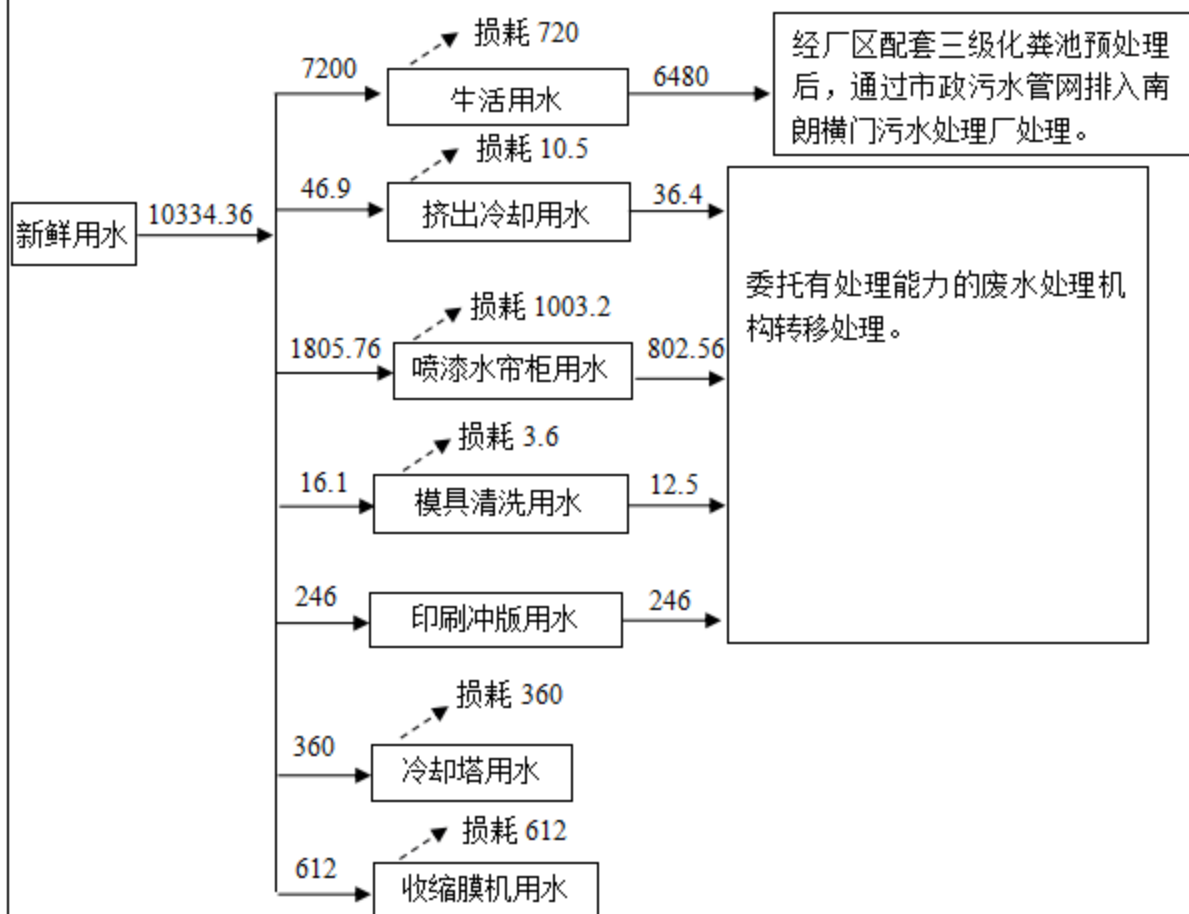 损耗 720
7200
生活用水
6480
经厂区配套三级化粪池预处理
后，通过市政污水管网排入南
朗横门污水处理厂处理。
损耗 10.5
46.9
挤出冷却用水
36.4
新鲜用水
10334.36
委托有处理能力的废水处理机
构转移处理。
损耗 1003.2
1805.76
喷漆水帘柜用水
802.56
损耗 3.6
16.1
模具清洗用水
12.5
246
印刷冲版用水
246
损耗 360
360
冷却塔用水
损耗 612
612
收缩膜机用水